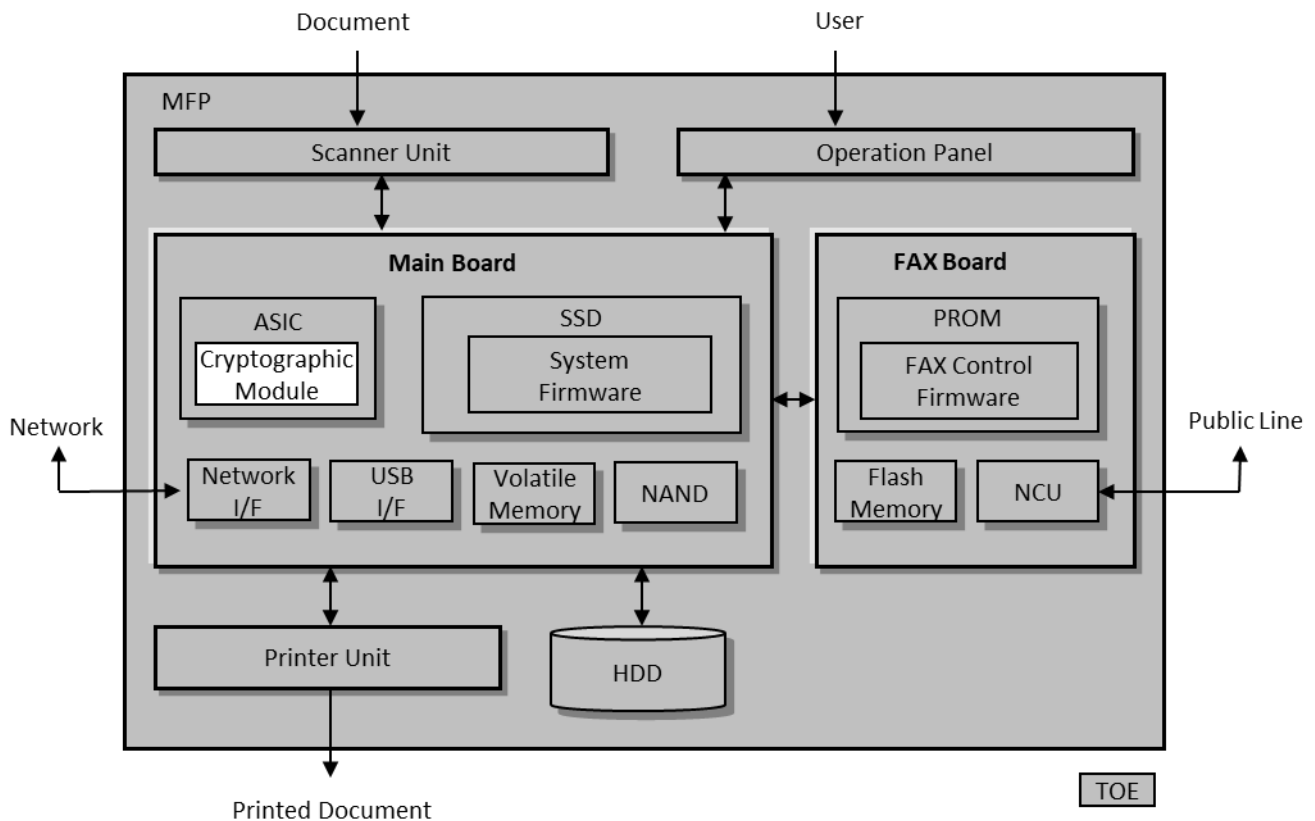 Document
User
MFP
Scanner Unit
Operation Panel
Main Board
FAX Board
ASIC
Cryptographic
Module
SSD
System
Firmware
PROM
FAX Control
Firmware
Network
Public Line
Network
I/F
USB
I/F
Volatile
Memory
NAND
Flash
Memory
NCU
Printer Unit
HDD
TOE
Printed Document